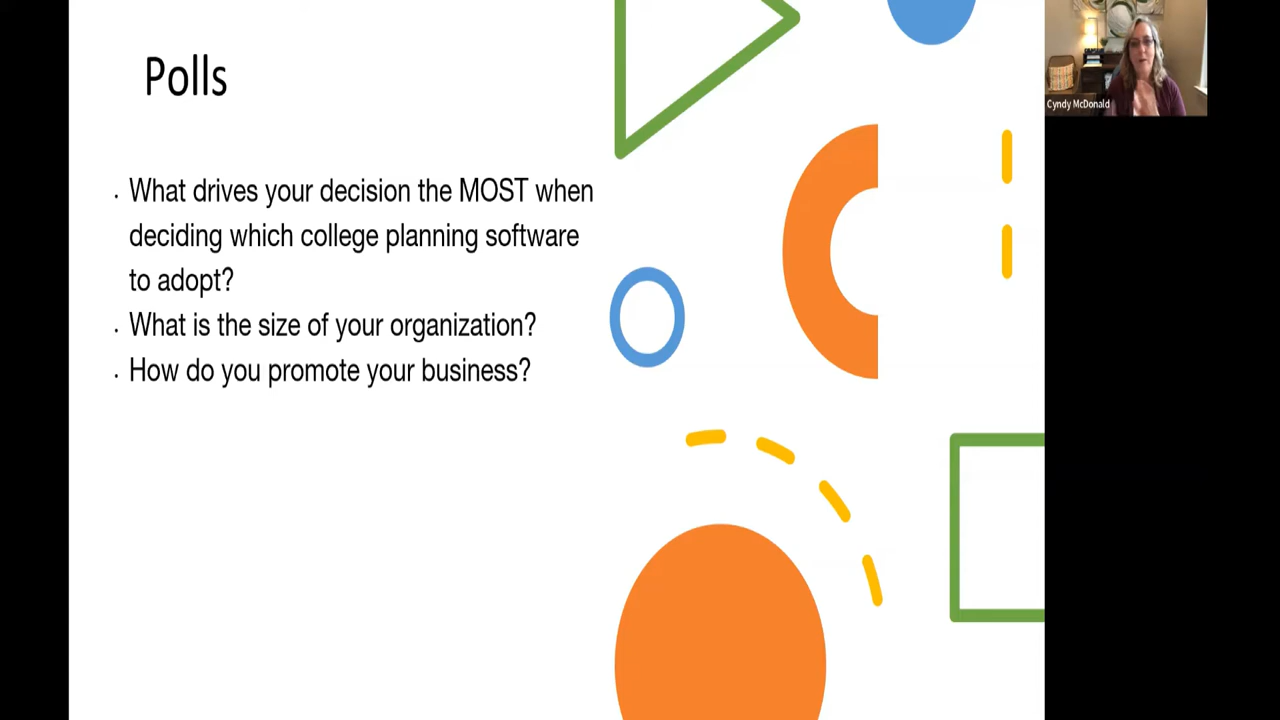 Polls
· What drives your decision the MOST when
deciding which college planning software
to adopt?
· What is the size of your organization?
· How do you promote your business?
Cyndy McDonald